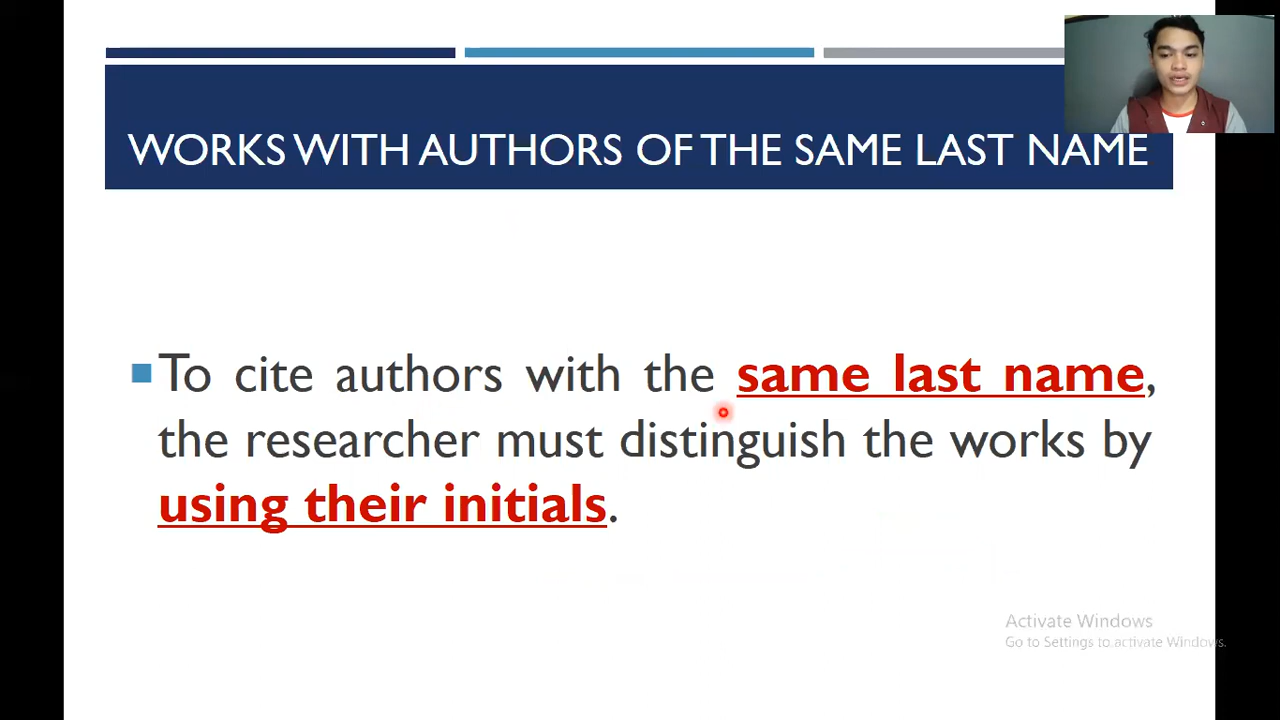 WORKS WITH AUTHORS OF THE SAME LAST NAME
To cite authors with the same last name,
the researcher must distinguish the works by
using their initials.
Activate Windows
Go to Settings to activate Windows.